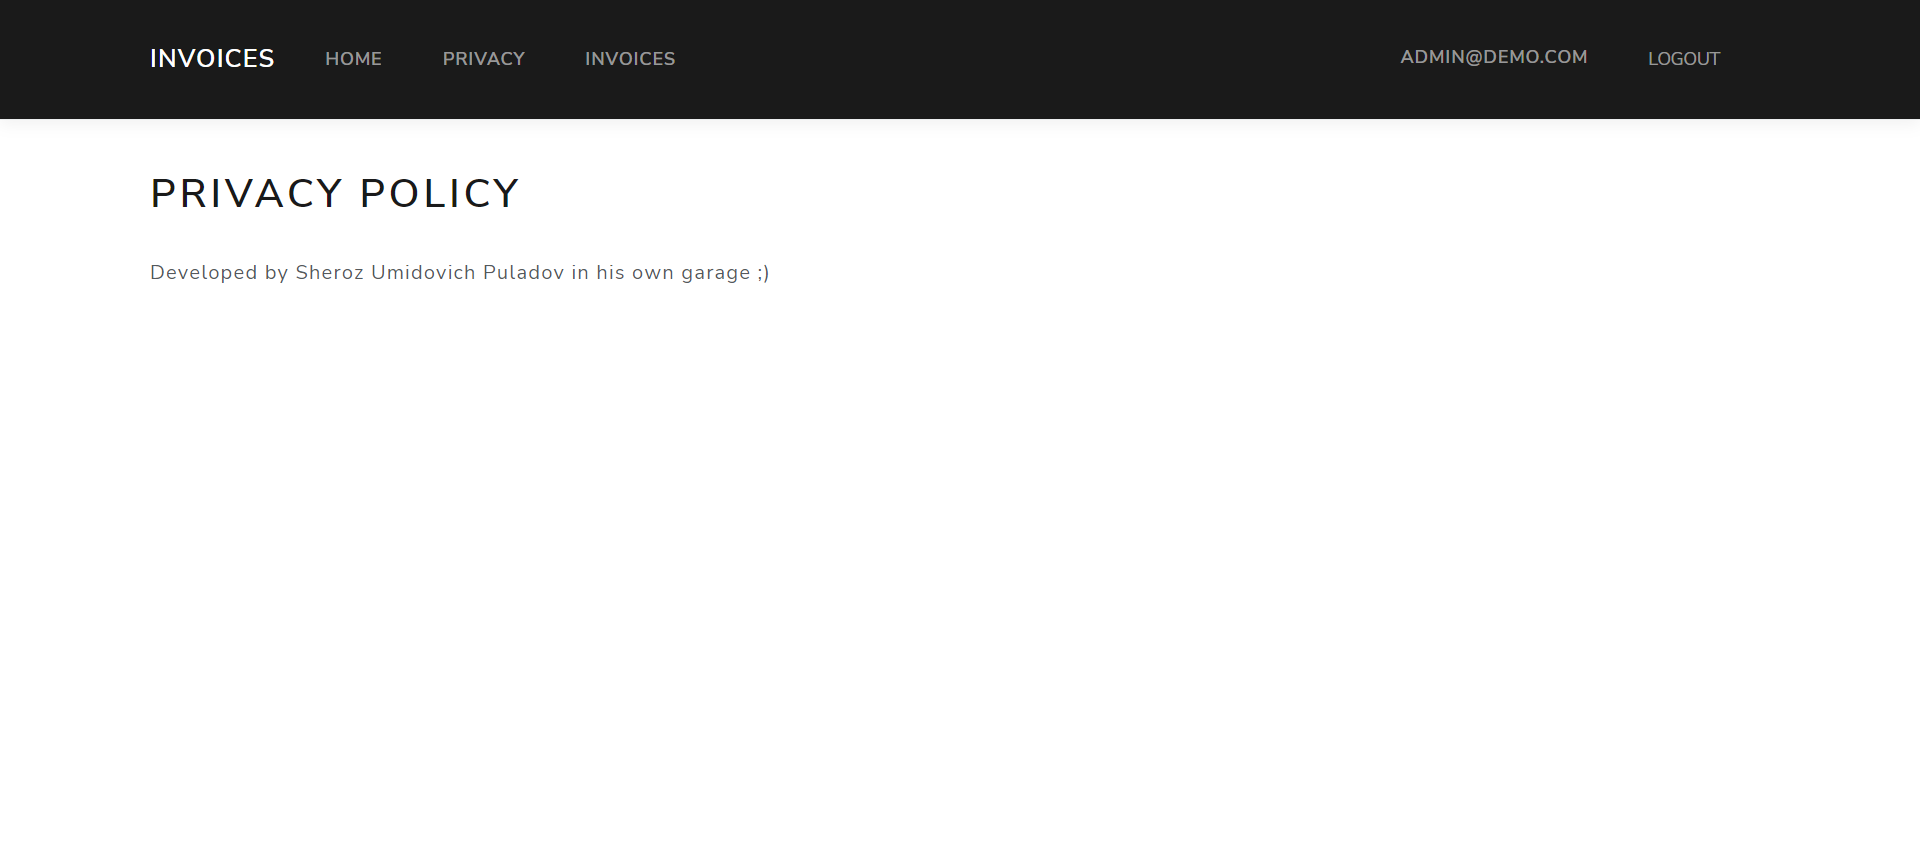 INVOICES HOME PRIVACY INVOICES ADMIN@DEMO.COM LOGOUT
PRIVACY POLICY
Developed by Sheroz Umidovich Puladov in his own garage ;)